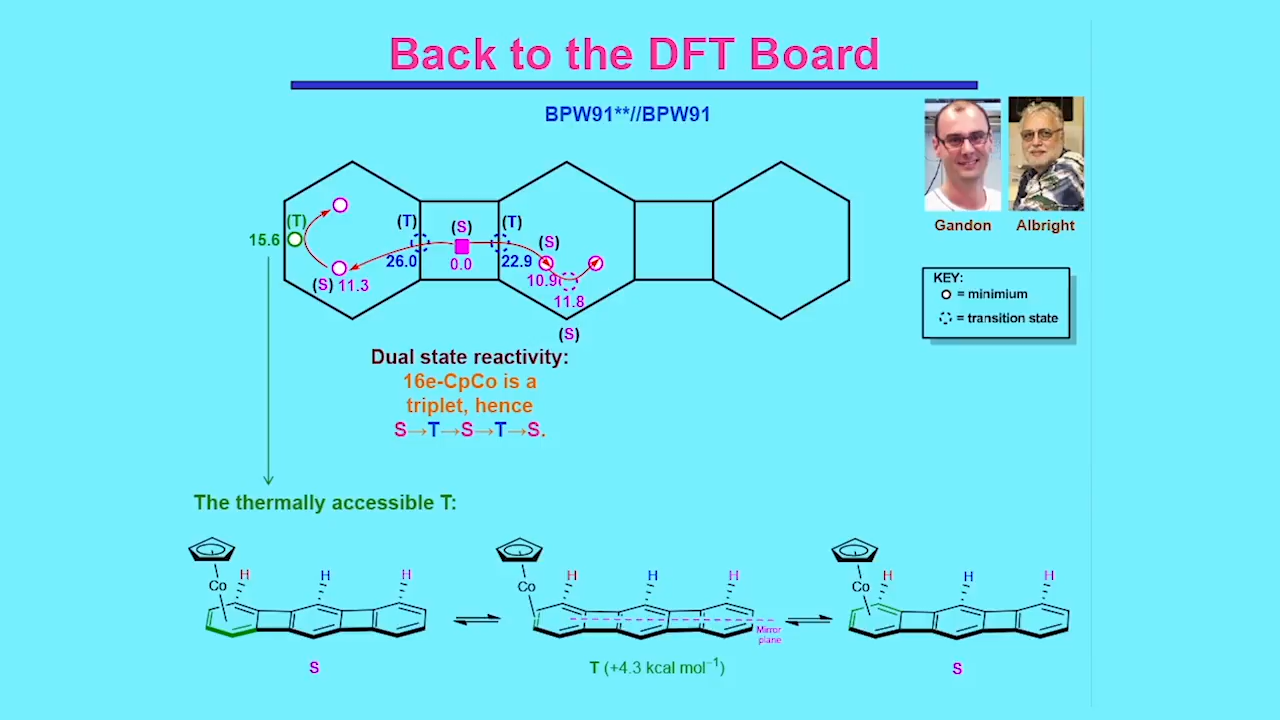 Back to the DFT Board
BPW91**//BPW91
Gandon
Albright
(T)
15.6
(S) 11.3
(T)
26.0
(S)
0.0
(T)
22.9
(S)
10.9
11.8
(S)
KEY:
= minimium
= transition state
Dual state reactivity:
16e-CpCo is a
triplet, hence
S→T→S→T→S.
The thermally accessible T:
Co
H
H
H
S
Co
H
H
H
Mirror
plane
T (+4.3 kcal mol⁻¹)
Co
H
H
H
S